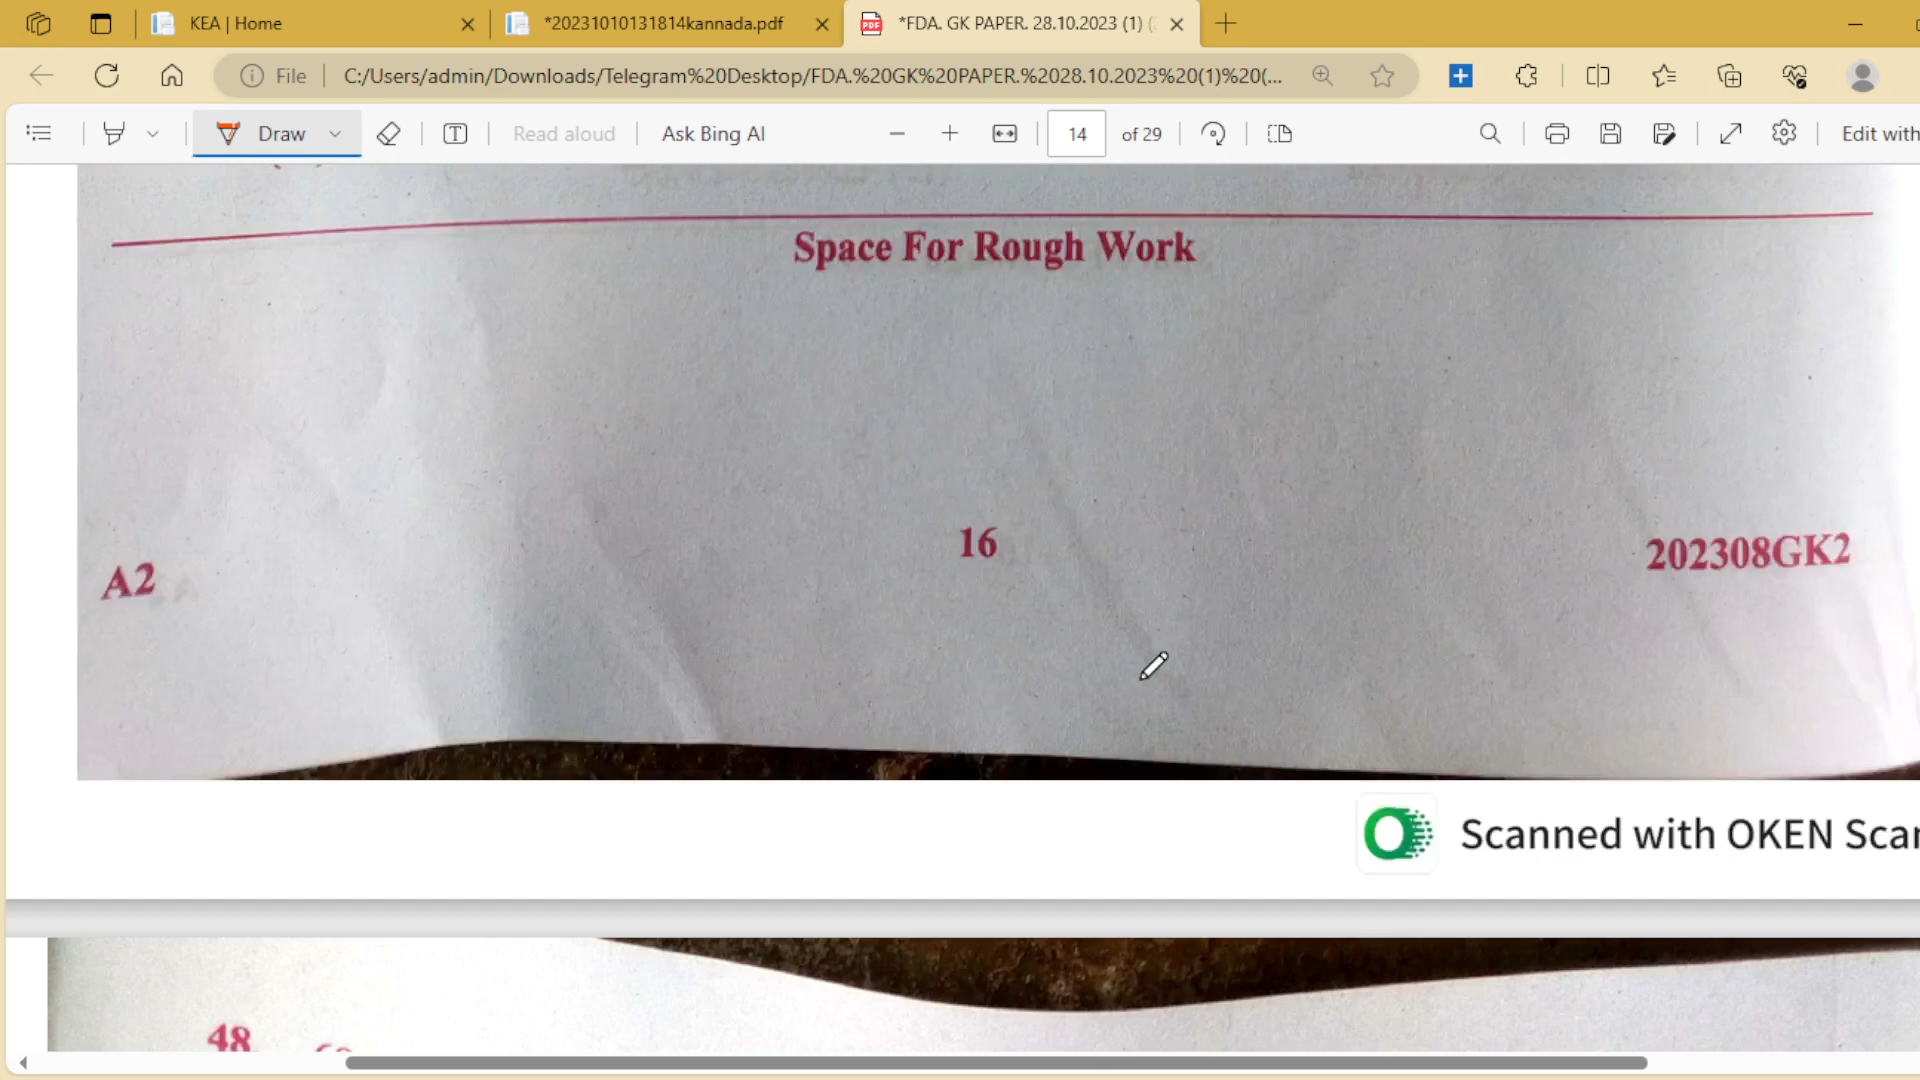 KEA | Home
*20231010131814kannada.pdf
*FDA. GK PAPER. 28.10.2023 (1) (
File
C:/Users/admin/Downloads/Telegram%20Desktop/FDA.%20GK%20PAPER.%2028.10.2023%20(1)%20(...
Draw
Read aloud
Ask Bing AI
14
of 29
Edit with
Space For Rough Work
A2
16
202308GK2
Scanned with OKEN Scan
48